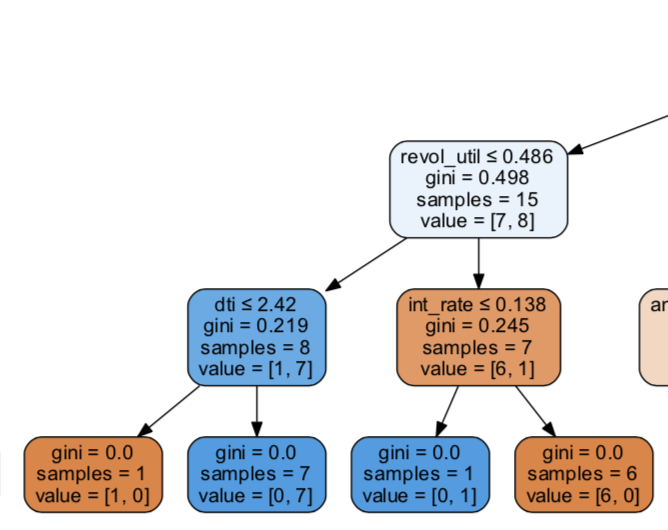 revol_util ≤ 0.486
gini = 0.498
samples = 15
value = [7, 8]
dti ≤ 2.42
gini = 0.219
samples = 8
value = [1, 7]
int_rate ≤ 0.138
gini = 0.245
samples = 7
value = [6, 1]
gini = 0.0
samples = 1
value = [1, 0]
gini = 0.0
samples = 7
value = [0, 7]
gini = 0.0
samples = 1
value = [0, 1]
gini = 0.0
samples = 6
value = [6, 0]